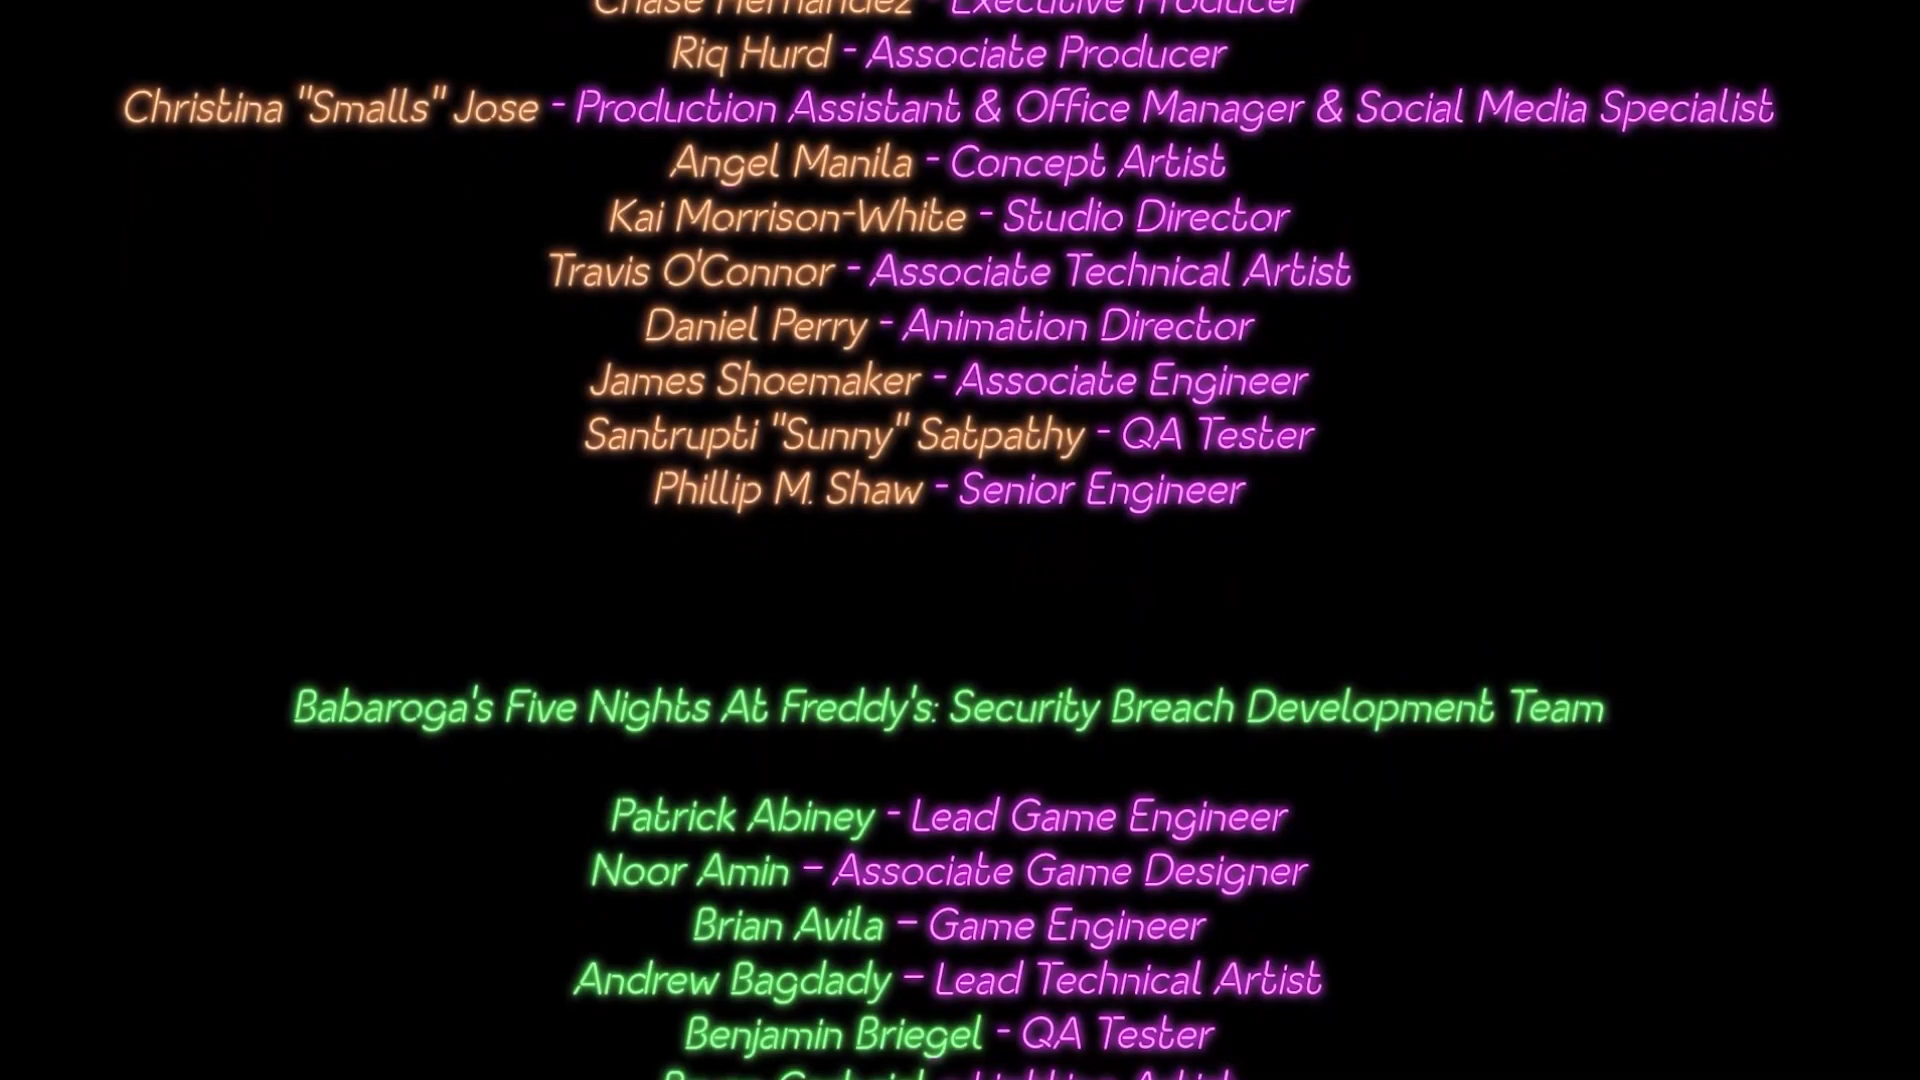 Chase Hernandez - Executive Producer
Riq Hurd - Associate Producer
Christina "Smalls" Jose - Production Assistant & Office Manager & Social Media Specialist
Angel Manila - Concept Artist
Kai Morrison-White - Studio Director
Travis O'Connor - Associate Technical Artist
Daniel Perry - Animation Director
James Shoemaker - Associate Engineer
Santrupti "Sunny" Satpathy - QA Tester
Phillip M. Shaw - Senior Engineer
Babaroga's Five Nights At Freddy's: Security Breach Development Team
Patrick Abiney - Lead Game Engineer
Noor Amin – Associate Game Designer
Brian Avila – Game Engineer
Andrew Bagdady – Lead Technical Artist
Benjamin Briegel - QA Tester
- Lighting Artist